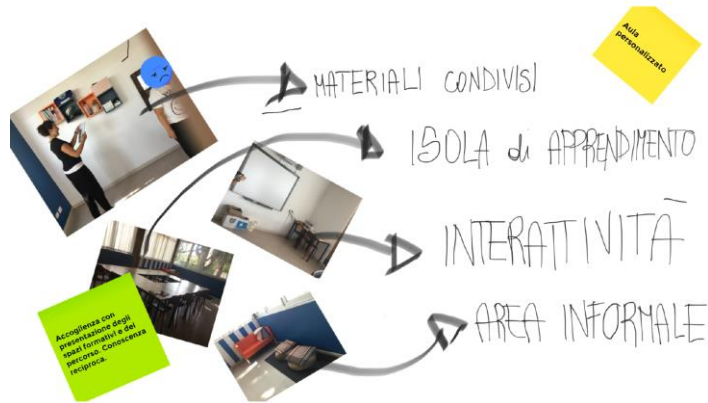 Aula
personalizzato
MATERIALI CONDIVISI
ISOLA di APPRENDIMENTO
INTERATTIVITÀ
AREA INFORMALE
Accoglienza con
presentazione degli
spazi formativi e dei
percorso. Conoscenza
reciproca.